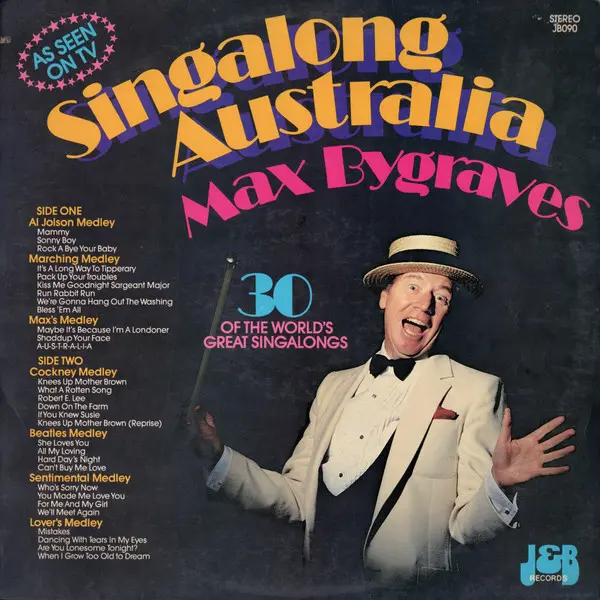 AS SEEN
ON TV
STEREO
JB090
Singalong
Australia
Max Bygraves
SIDE ONE
Al Jolson Medley
Mammy
Sonny Boy
Rock A Bye Your Baby
Marching Medley
It's A Long Way To Tipperary
Pack Up Your Troubles
Kiss Me Goodnight Sargeant Major
Run Rabbit Run
We're Gonna Hang Out The Washing
Bless 'Em All
Max's Medley
Maybe It's Because I'm A Londoner
Shaddup Your Face
A-U-S-T-R-A-L-I-A
SIDE TWO
Cockney Medley
Knees Up Mother Brown
What A Rotten Song
Robert E. Lee
Down On The Farm
If You Knew Susie
Knees Up Mother Brown (Reprise)
Beatles Medley
She Loves You
All My Loving
Hard Day's Night
Can't Buy Me Love
Sentimental Medley
Who's Sorry Now
You Made Me Love You
For Me And My Girl
We'll Meet Again
Lover's Medley
Mistakes
Dancing With Tears In My Eyes
Are You Lonesome Tonight?
When I Grow Too Old to Dream
30
OF THE WORLD'S
GREAT SINGALONGS
J&B
RECORDS